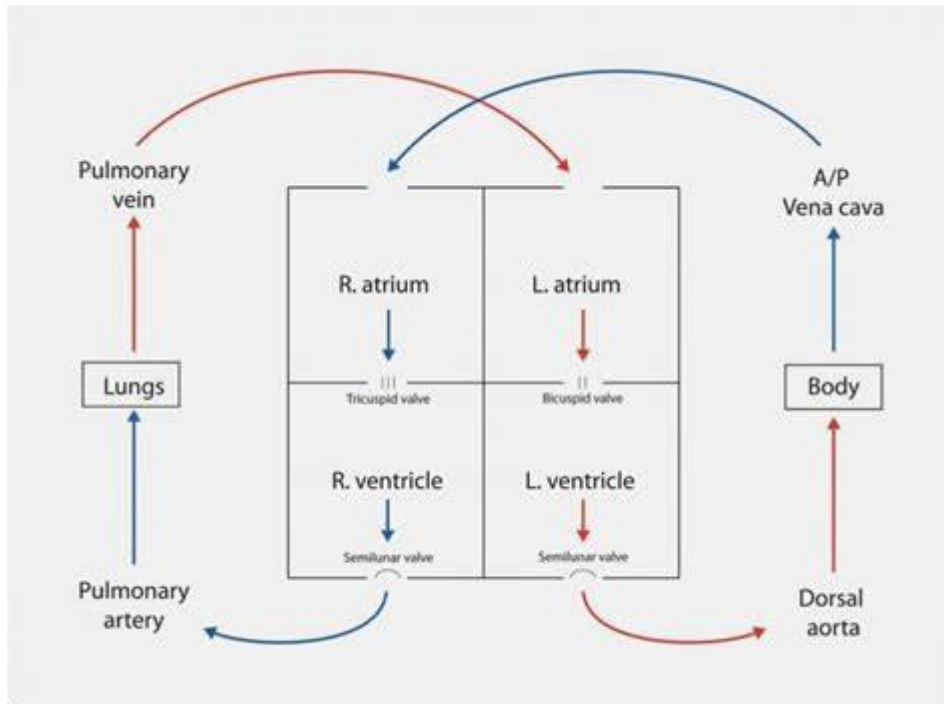 Pulmonary
vein
A/P
Vena cava
R. atrium
L. atrium
Lungs
Tricuspid valve
Bicuspid valve
Body
R. ventricle
L. ventricle
Semilunar valve
Semilunar valve
Pulmonary
artery
Dorsal
aorta